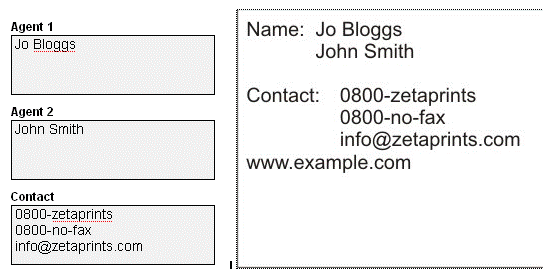 Agent 1
Jo Bloggs
Agent 2
John Smith
Contact
0800-zetaprints
0800-no-fax
info@zetaprints.com
Name: Jo Bloggs
John Smith
Contact: 0800-zetaprints
0800-no-fax
info@zetaprints.com
www.example.com